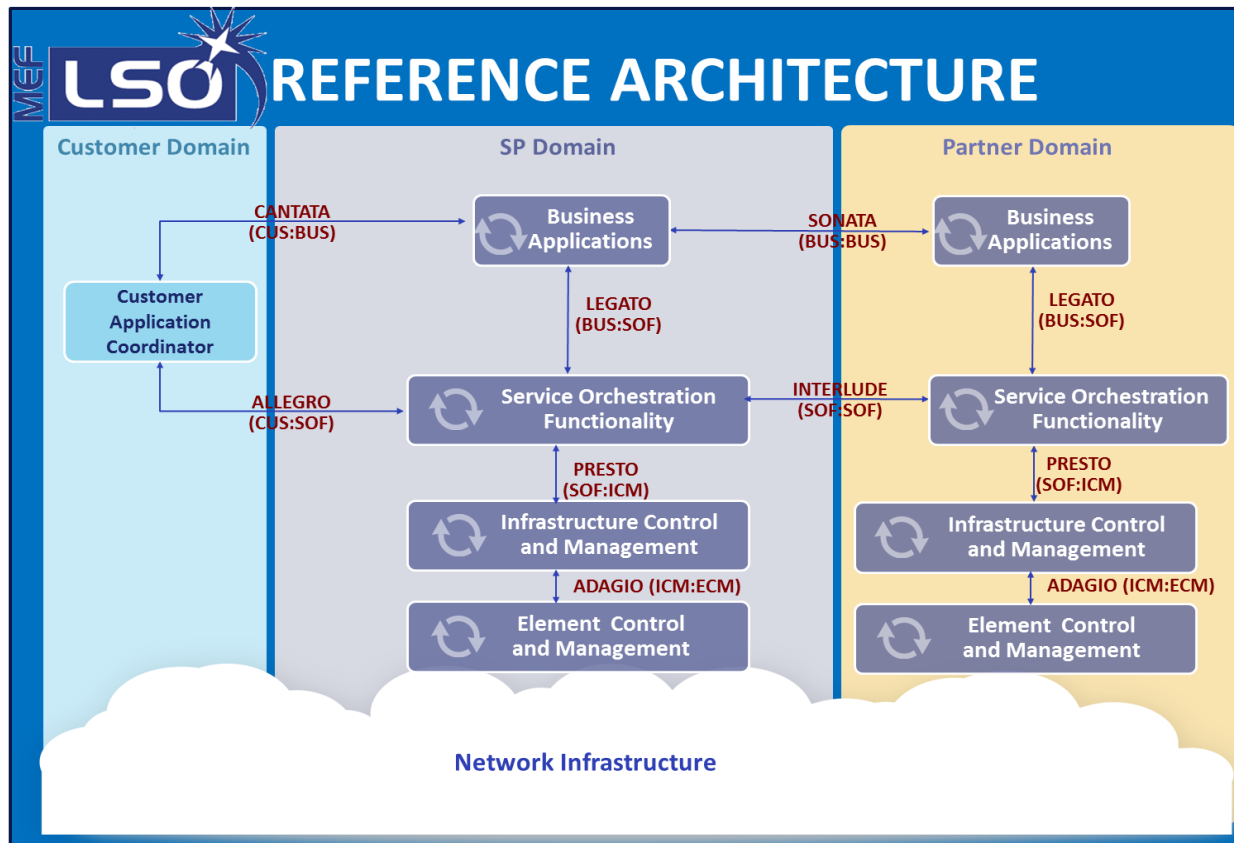 MEF
LSO
REFERENCE ARCHITECTURE
Customer Domain
SP Domain
Partner Domain
CANTATA
(CUS:BUS)
Business
Applications
SONATA
(BUS:BUS)
Business
Applications
Customer
Application
Coordinator
LEGATO
(BUS:SOF)
LEGATO
(BUS:SOF)
ALLEGRO
(CUS:SOF)
Service Orchestration
Functionality
INTERLUDE
(SOF:SOF)
Service Orchestration
Functionality
PRESTO
(SOF:ICM)
PRESTO
(SOF:ICM)
Infrastructure Control
and Management
Infrastructure Control
and Management
ADAGIO (ICM:ECM)
ADAGIO (ICM:ECM)
Element Control
and Management
Element Control
and Management
Network Infrastructure